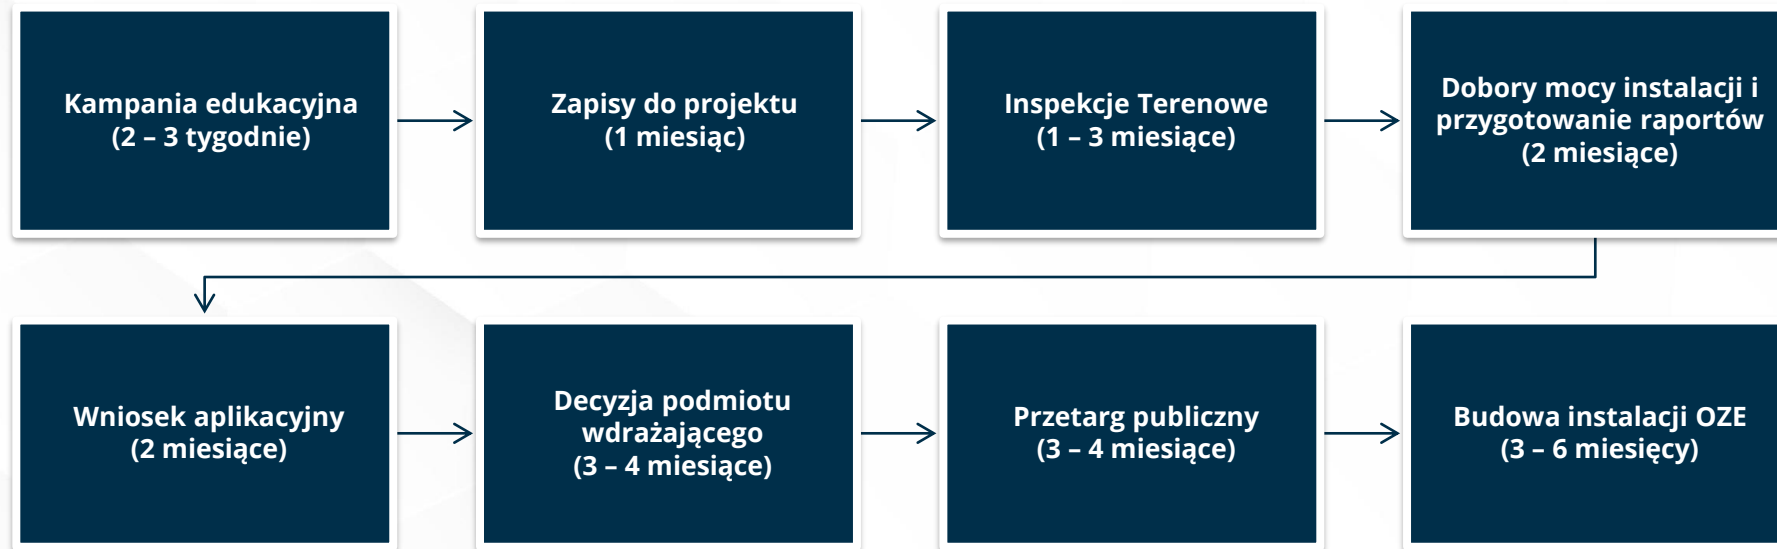 Kampania edukacyjna
(2 – 3 tygodnie)
Zapisy do projektu
(1 miesiąc)
Inspekcje Terenowe
(1 – 3 miesiące)
Dobory mocy instalacji i
przygotowanie raportów
(2 miesiące)
Wniosek aplikacyjny
(2 miesiące)
Decyzja podmiotu
wdrażającego
(3 – 4 miesiące)
Przetarg publiczny
(3 – 4 miesiące)
Budowa instalacji OZE
(3 – 6 miesięcy)